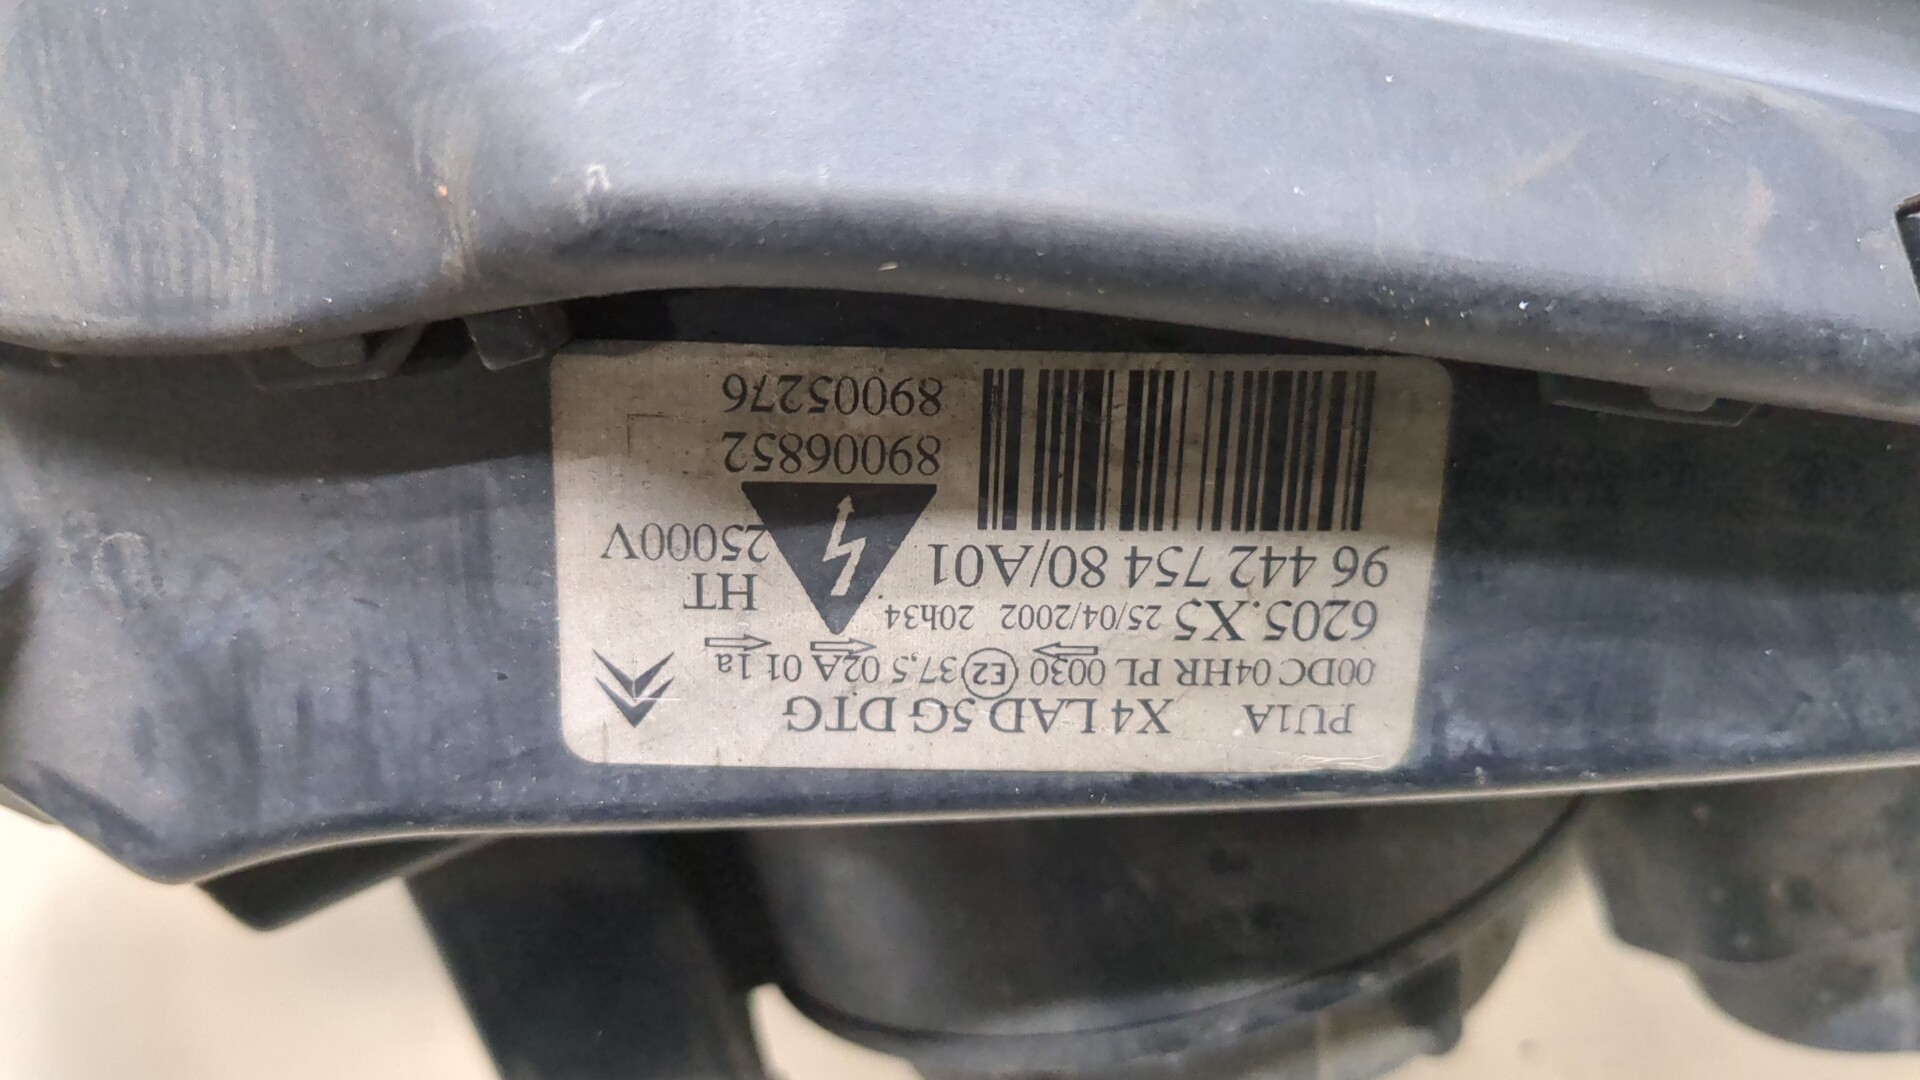 PU1A X4 LAD 5G DTG
00DC 04HR PL 0030 E2 37,5 02A 01 1a
6205.X5 25/04/2002 20h34
HT
25000V
96 442 754 80/A01
89006852
89005276